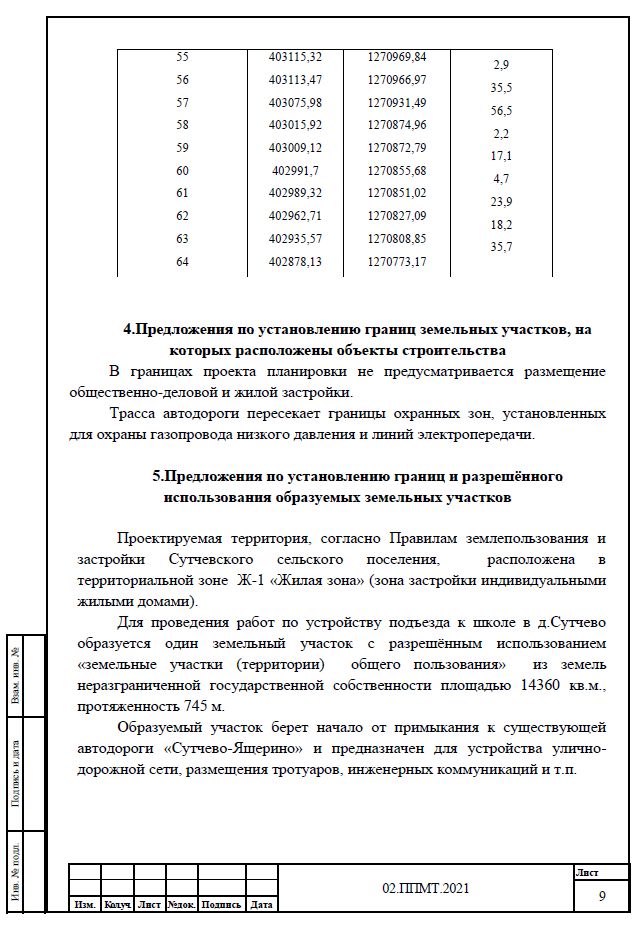 55 403115,32 1270969,84
2,9
56 403113,47 1270966,97
35,5
57 403075,98 1270931,49
56,5
58 403015,92 1270874,96
2,2
59 403009,12 1270872,79
17,1
60 402991,7 1270855,68
4,7
61 402989,32 1270851,02
23,9
62 402962,71 1270827,09
18,2
63 402935,57 1270808,85
35,7
64 402878,13 1270773,17
4.Предложения по установлению границ земельных участков, на
которых расположены объекты строительства
В границах проекта планировки не предусматривается размещение
общественно-деловой и жилой застройки.
Трасса автодороги пересекает границы охранных зон, установленных
для охраны газопровода низкого давления и линий электропередачи.
5.Предложения по установлению границ и разрешённого
использования образуемых земельных участков
Проектируемая территория, согласно Правилам землепользования и
застройки Сутчевского сельского поселения, расположена в
территориальной зоне Ж-1 «Жилая зона» (зона застройки индивидуальными
жилыми домами).
Для проведения работ по устройству подъезда к школе в д.Сутчево
образуется один земельный участок с разрешённым использованием
«земельные участки (территории) общего пользования» из земель
неразграниченной государственной собственности площадью 14360 кв.м.,
протяженность 745 м.
Образуемый участок берет начало от примыкания к существующей
автодороги «Сутчево-Ящерино» и предназначен для устройства улично-
дорожной сети, размещения тротуаров, инженерных коммуникаций и т.п.
Взам. инв. №
Подпись и дата
Инв. № подл.
02.ППМТ.2021
Лист
9
Изм. Колуч Лист №док. Подпись Дата